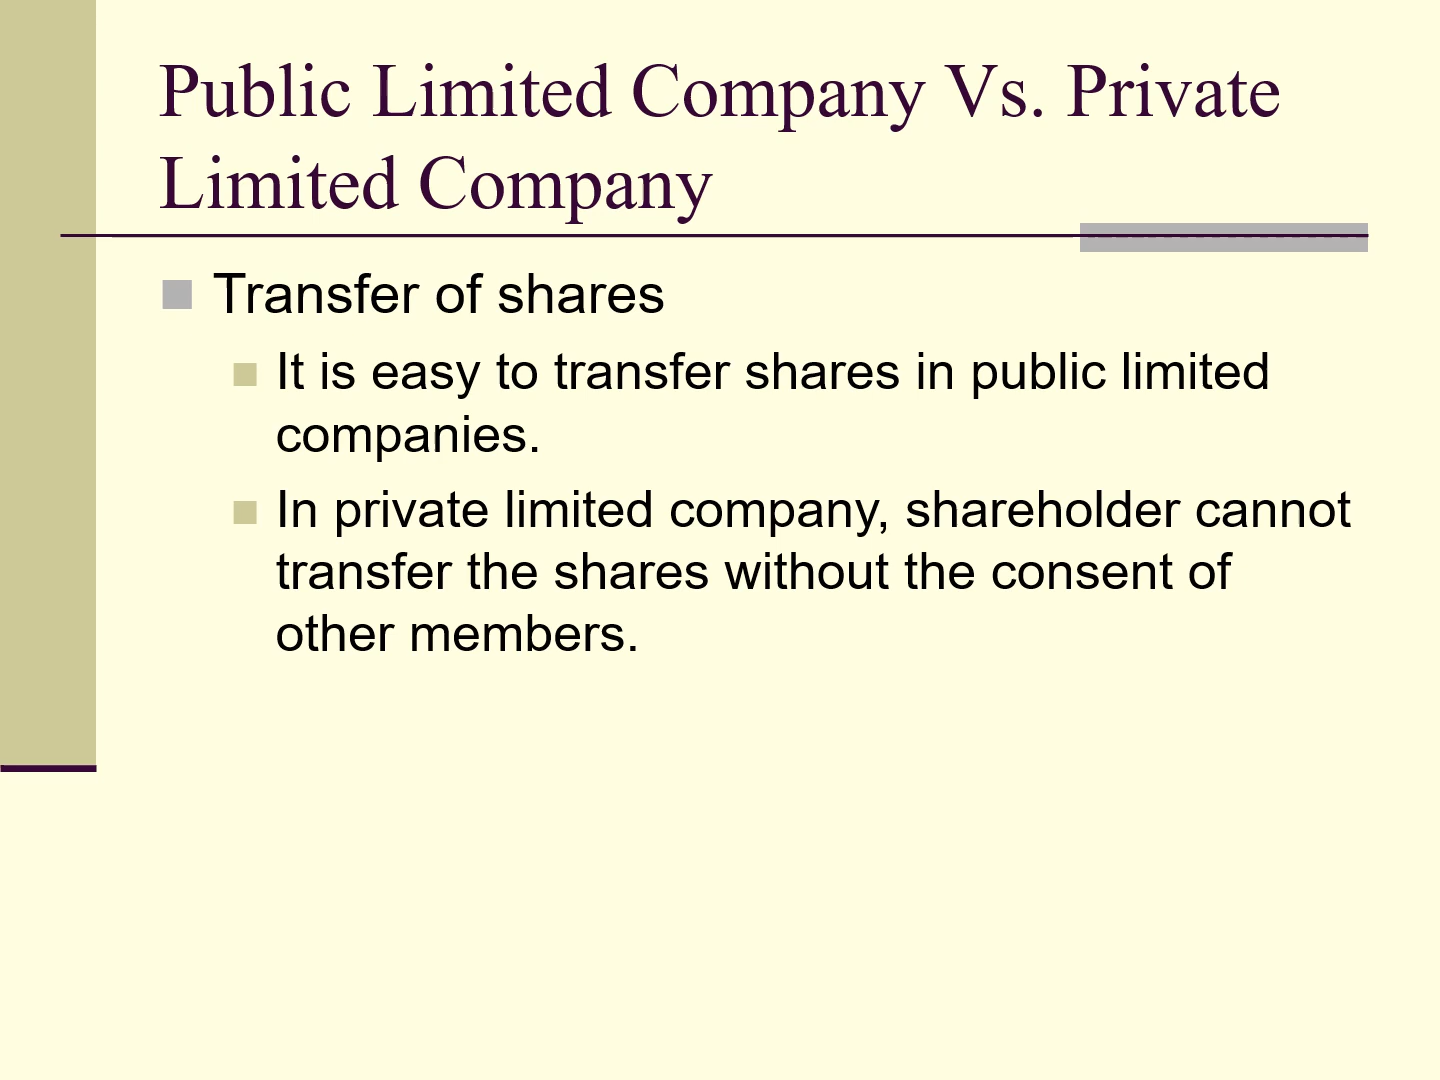 Public Limited Company Vs. Private
Limited Company
Transfer of shares
It is easy to transfer shares in public limited
companies.
In private limited company, shareholder cannot
transfer the shares without the consent of
other members.